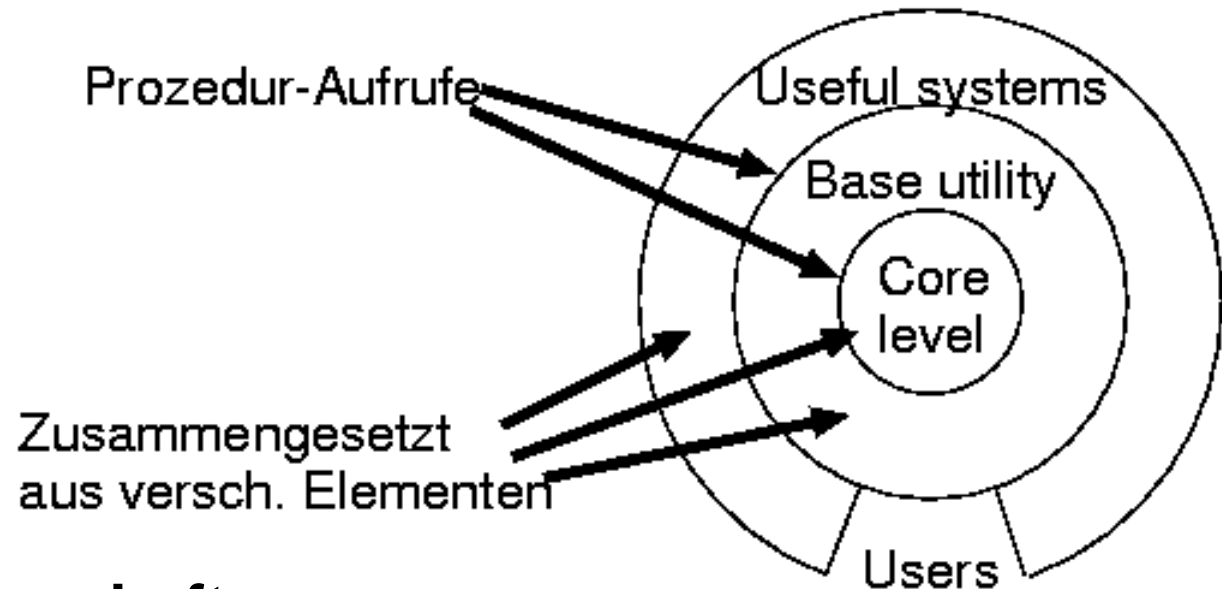 Prozedur-Aufrufe
Useful systems
Base utility
Core
level
Zusammengesetzt
aus versch. Elementen
Users